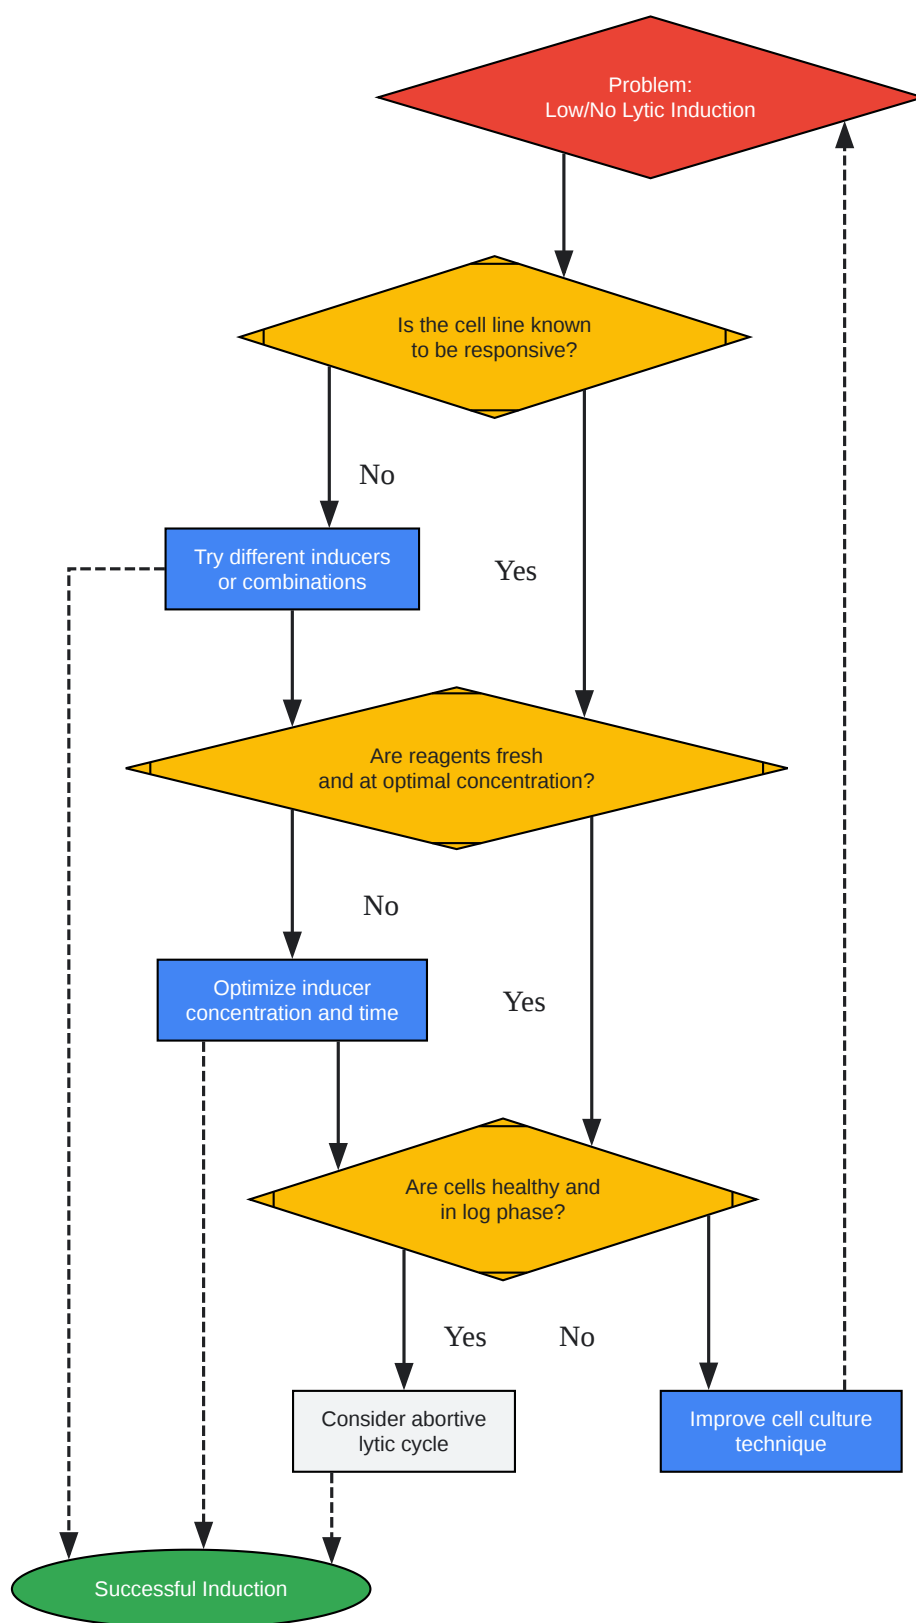 Problem:
Low/No Lytic Induction
Is the cell line known
to be responsive?
No
Try different inducers
or combinations
Yes
Are reagents fresh
and at optimal concentration?
No
Optimize inducer
concentration and time
Yes
Are cells healthy and
in log phase?
Yes
No
Consider abortive
lytic cycle
Improve cell culture
technique
Successful Induction